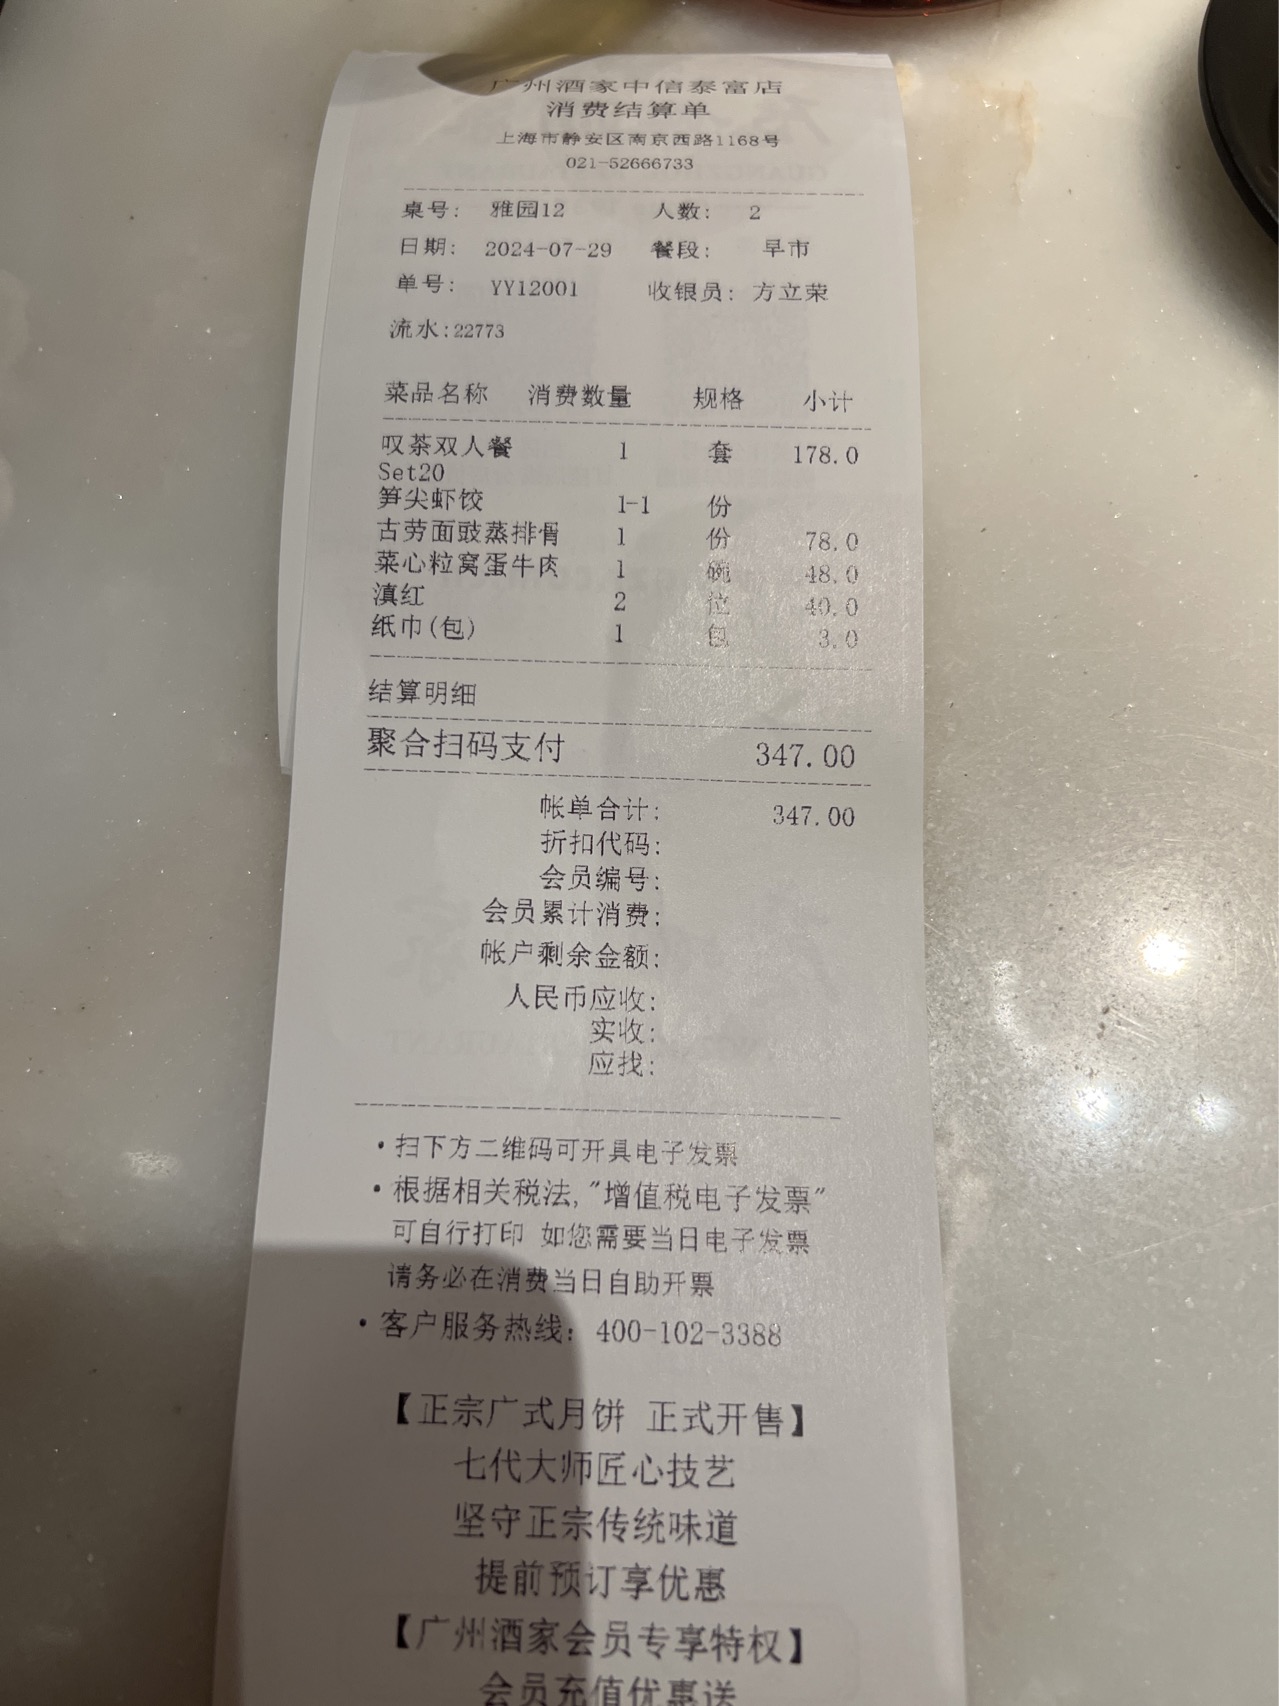 广州酒家中信泰富店
消费结算单
上海市静安区南京西路1168号
021-52666733
桌号: 雅园12 人数: 2
日期: 2024-07-29 餐段: 早市
单号: YY12001 收银员: 方立荣
流水:22773
菜品名称 消费数量 规格 小计
叹茶双人餐 1 套 178.0
Set20
笋尖虾饺 1-1 份
古劳面豉蒸排骨 1 份 78.0
菜心粒窝蛋牛肉 1 碗 48.0
滇红 2 位 40.0
纸巾(包) 1 包 3.0
结算明细
聚合扫码支付 347.00
帐单合计: 347.00
折扣代码:
会员编号:
会员累计消费:
帐户剩余金额:
人民币应收:
实收:
应找:
·扫下方二维码可开具电子发票
·根据相关税法,"增值税电子发票"
可自行打印 如您需要当日电子发票
请务必在消费当日自助开票
·客户服务热线: 400-102-3388
【正宗广式月饼 正式开售】
七代大师匠心技艺
坚守正宗传统味道
提前预订享优惠
【广州酒家会员专享特权】
会员充值优惠送